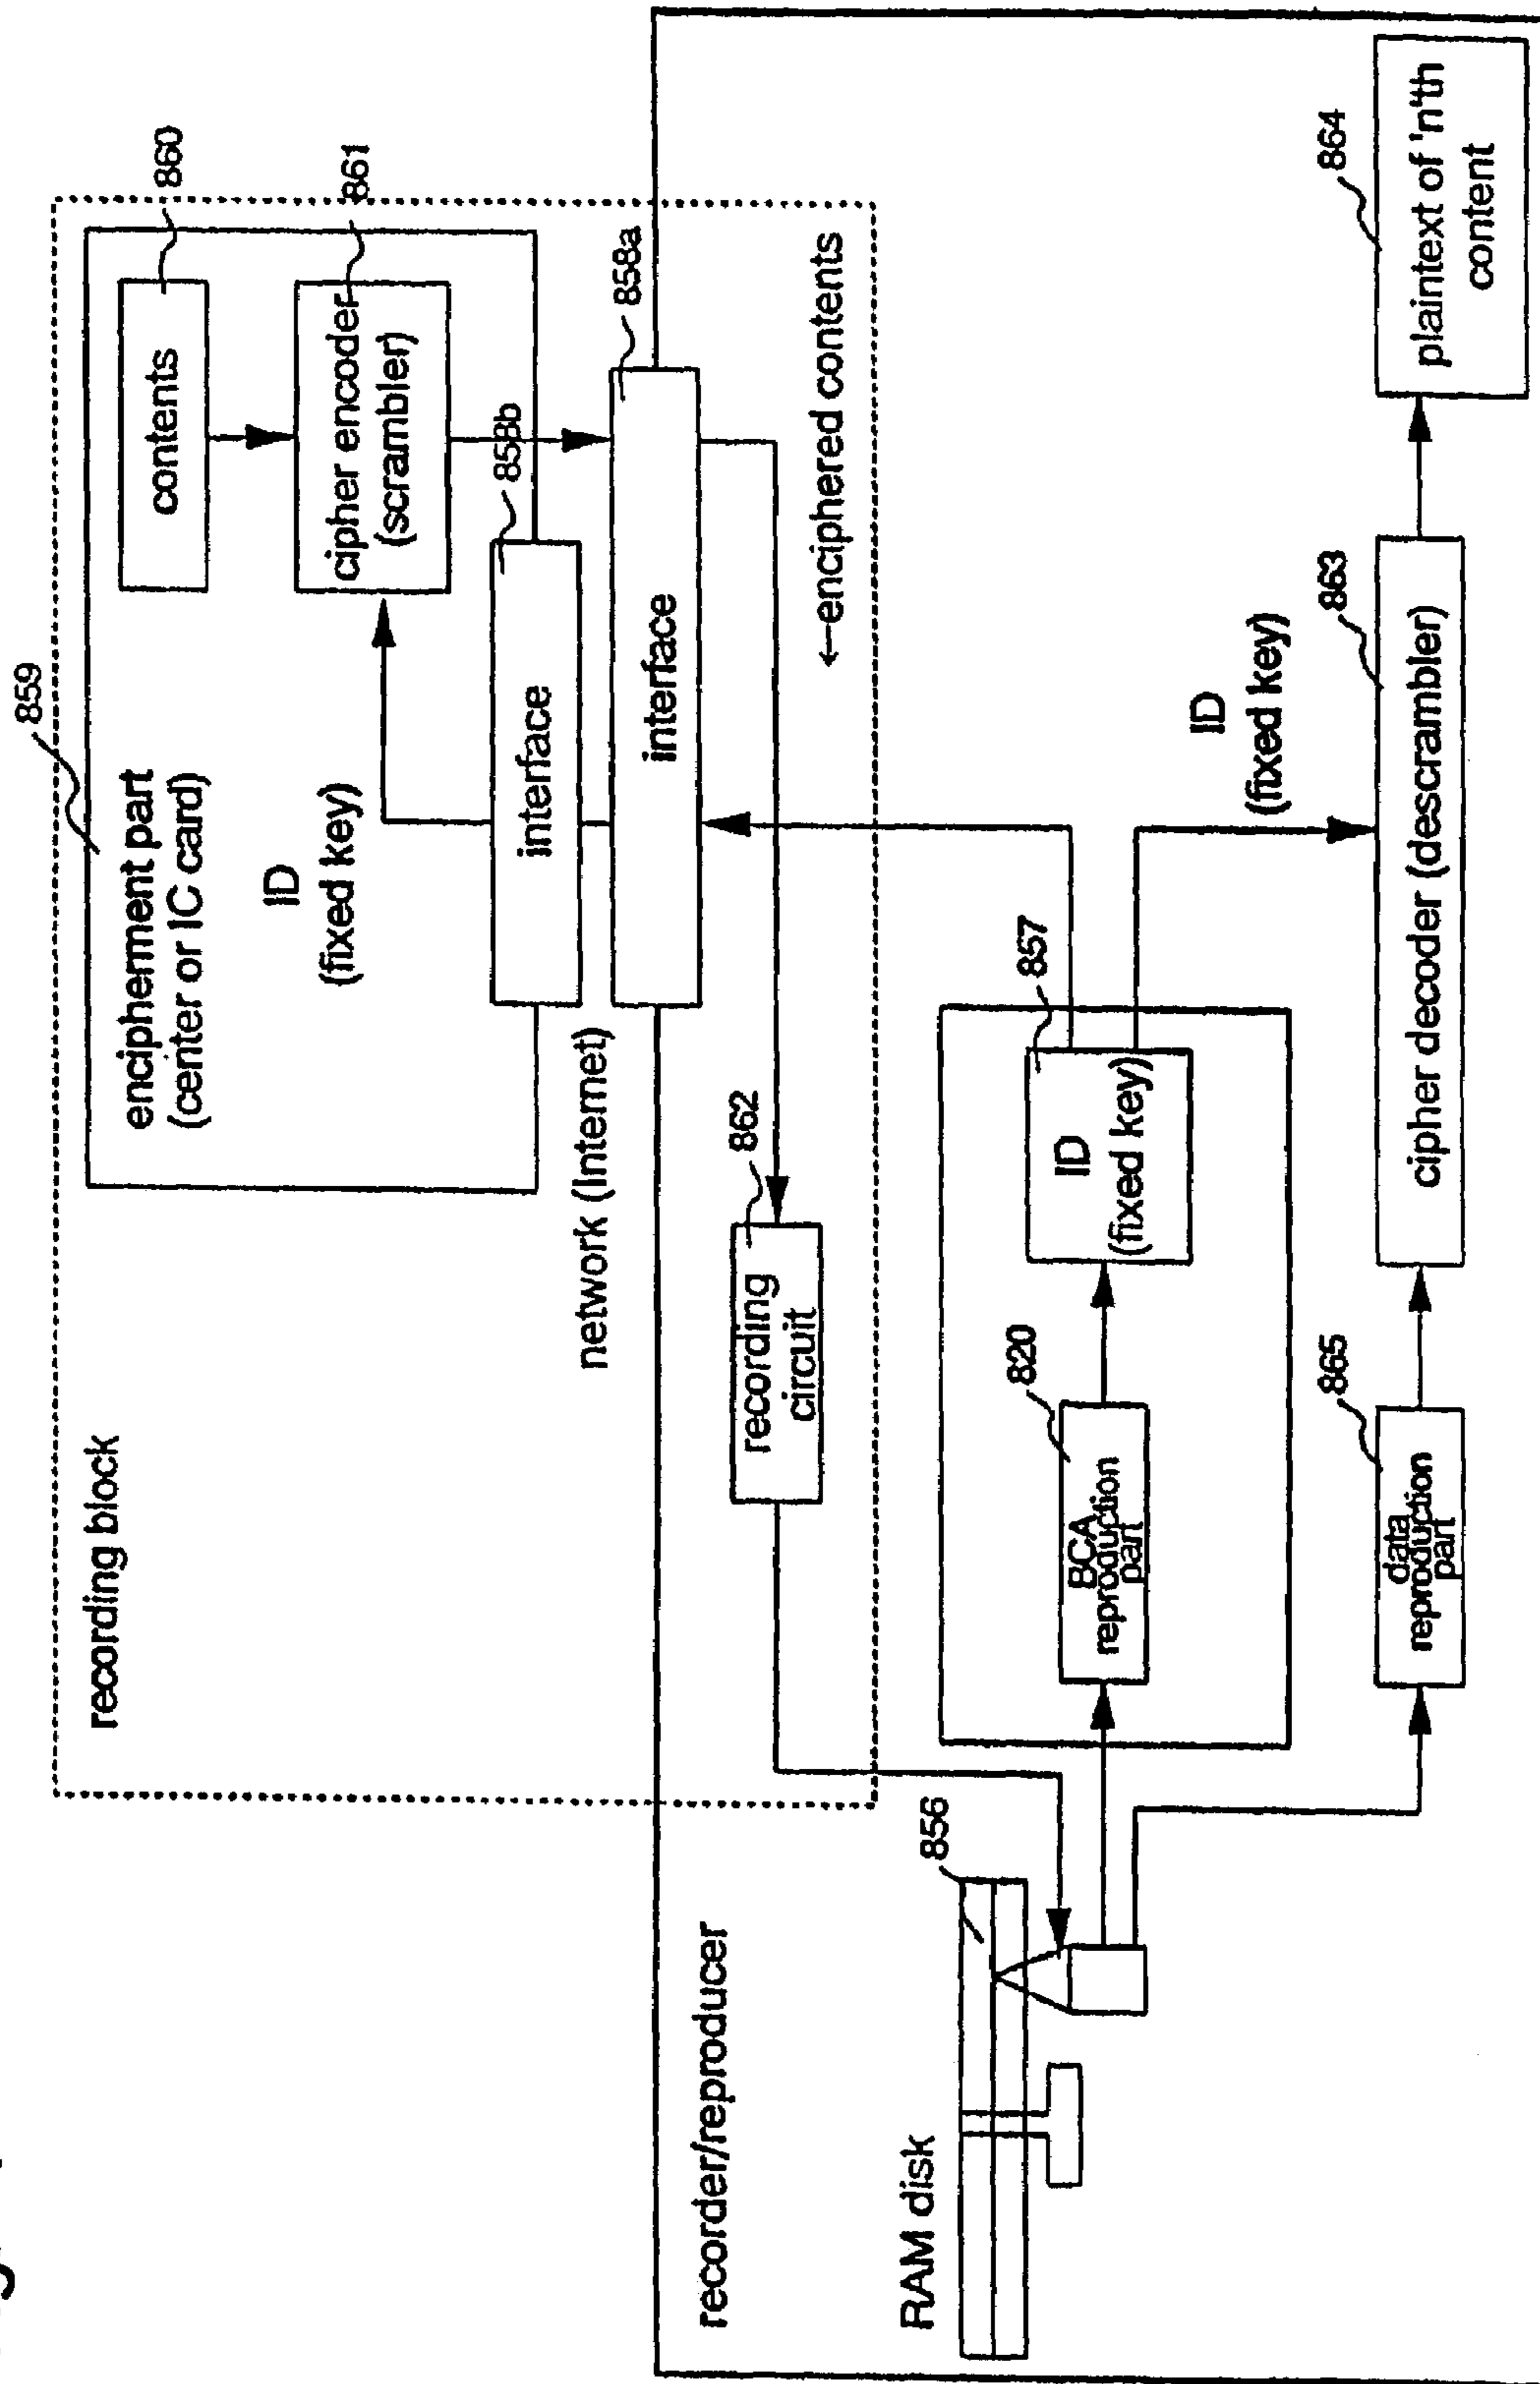 recording block
859
enciphement part
(center or IC card)
contents
860
ID
(fixed key)
cipher encoder
(scrambler)
861
interface
858b
network (Internet)
interface
858a
recording
circuit
862
←enciphered contents
recorder/reproducer
RAM disk
856
BCA
reproduction
part
820
ID
(fixed key)
857
ID
(fixed key)
data
reproduction
part
865
cipher decoder (descrambler)
863
plaintext of 'n'th
content
864